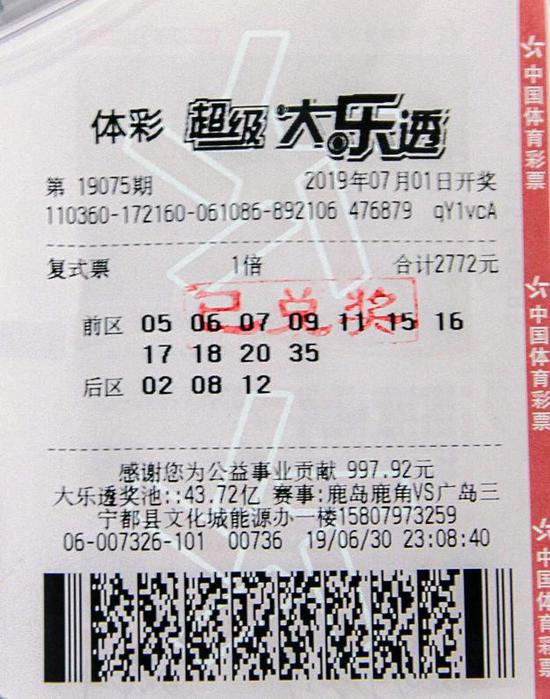 体彩 超级大乐透
第 19075期 2019年07月01日开奖
110360-172160-061086-892106 476879 qY1vcA
复式票 1倍 合计2772元
已兑奖
前区 05 06 07 09 11 15 16
17 18 20 35
后区 02 08 12
感谢您为公益事业贡献 997.92元
大乐透奖池::43.72亿 赛事:鹿岛鹿角VS广岛三
宁都县文化城能源办一楼15807973259
06-007326-101 00736 19/06/30 23:08:40
中国体育彩票
中国体育彩票
中国体育彩票